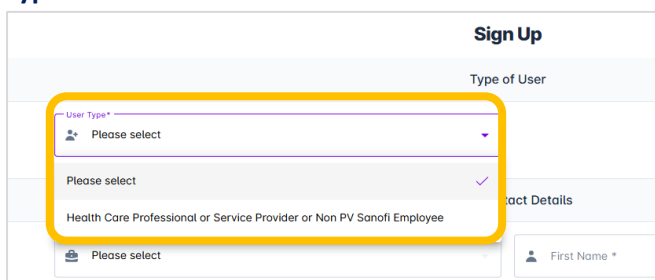 Sign Up
Type of User
User Type*
Please select
Please select
Health Care Professional or Service Provider or Non PV Sanofi Employee
tact Details
Please select
First Name *